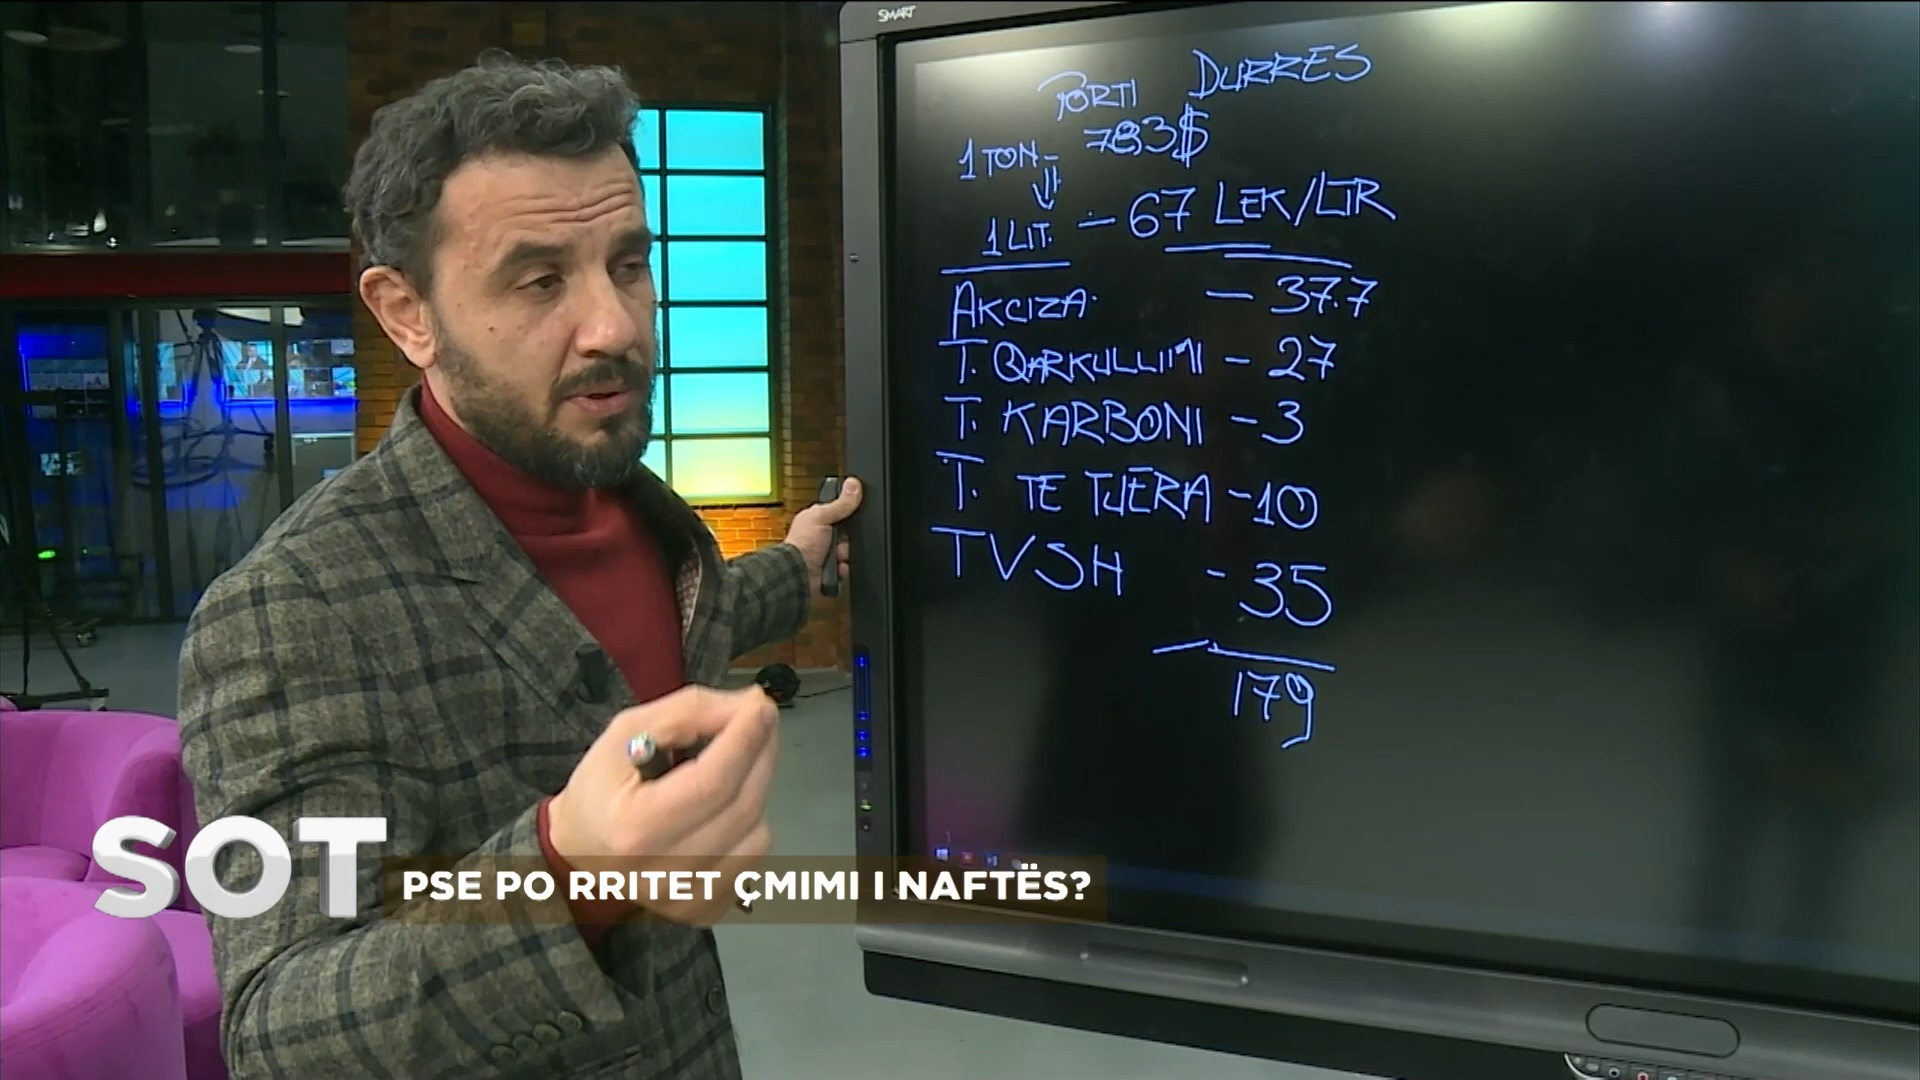 SMART
PORTI DURRES
1 TON - 783$
1 LIT. - 67 LEK/LTR
AKCIZA - 37.7
T. QARKULLIMI - 27
T. KARBONI - 3
T. TE TJERA - 10
TVSH - 35
179
SOT
PSE PO RRITET ÇMIMI I NAFTËS?